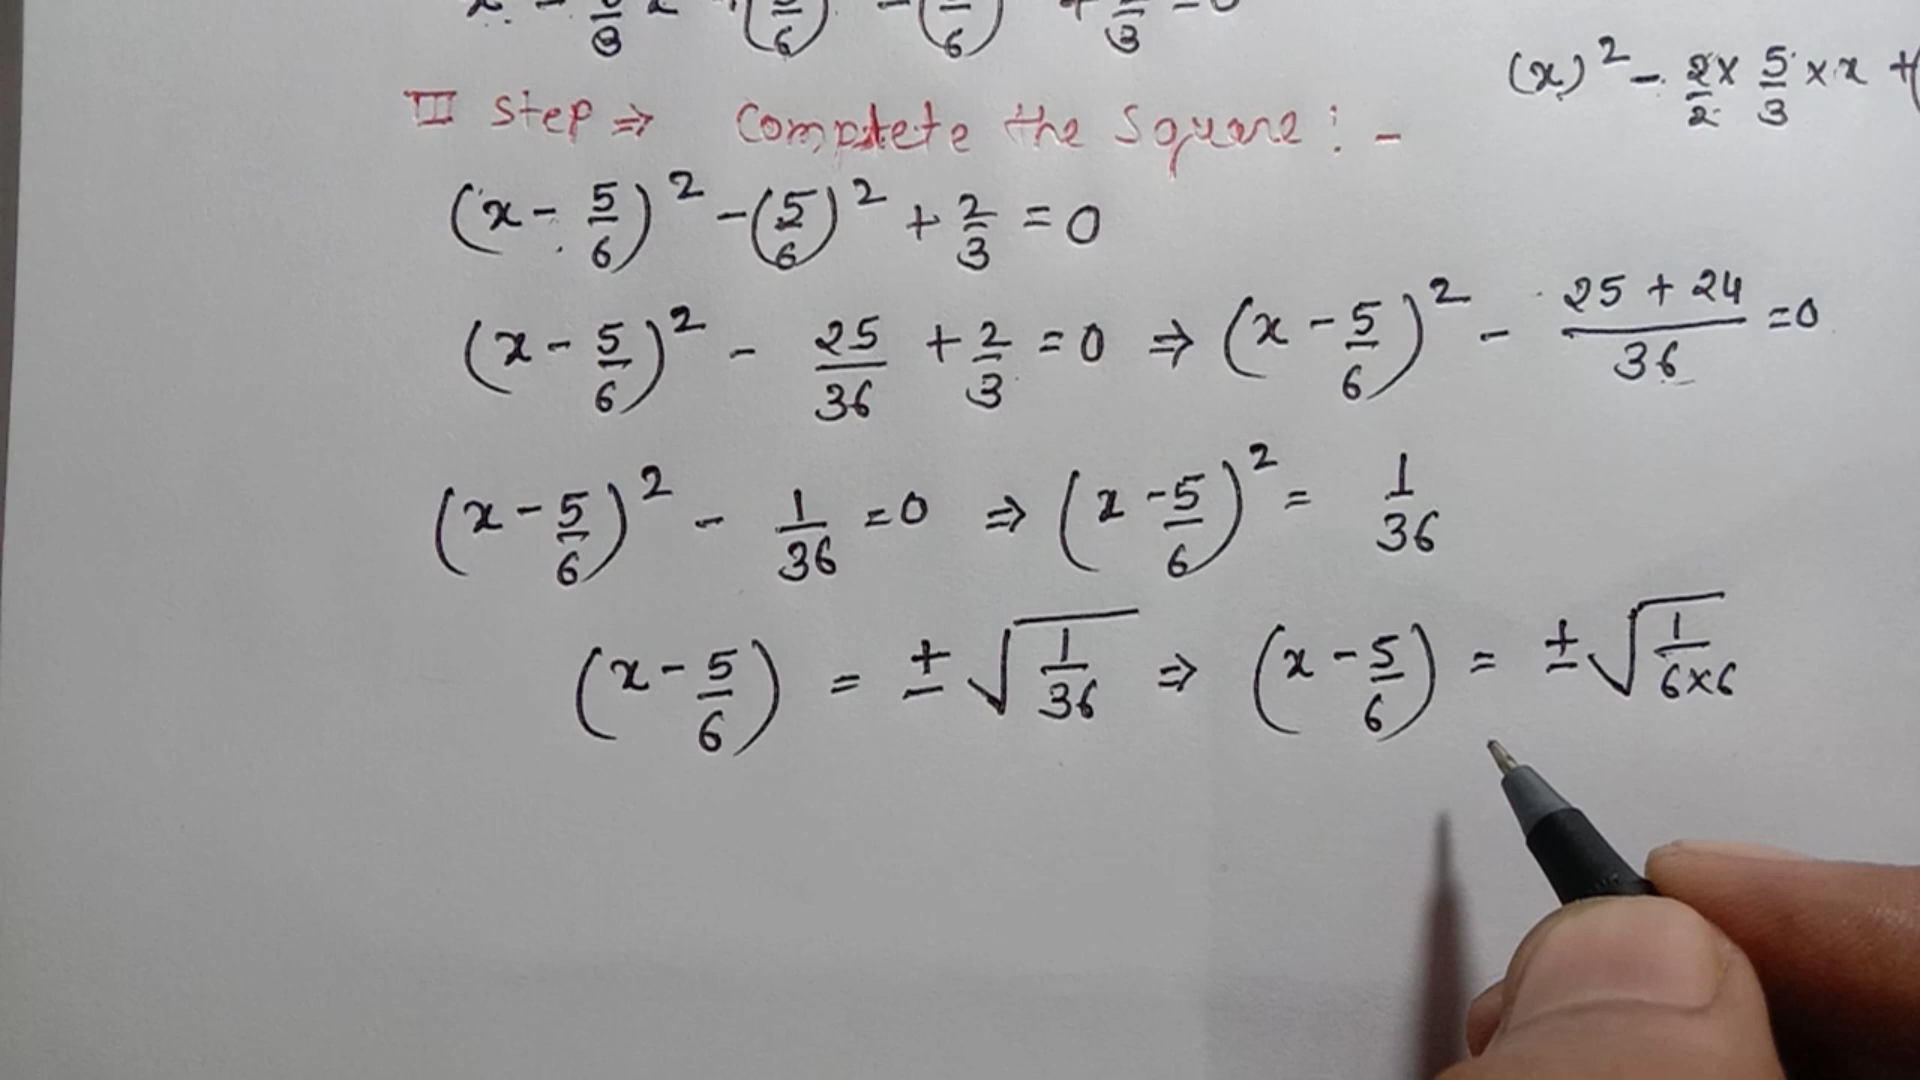 (x)² - 2/2 × 5/3 × x + (
III Step ⇒ Complete the Square : -
(x - 5/6)² - (5/6)² + 2/3 = 0
(x - 5/6)² - 25/36 + 2/3 = 0 ⇒ (x - 5/6)² - 25 + 24/36 = 0
(x - 5/6)² - 1/36 = 0 ⇒ (x - 5/6)² = 1/36
(x - 5/6) = ± √1/36 ⇒ (x - 5/6) = ± √1/6×6